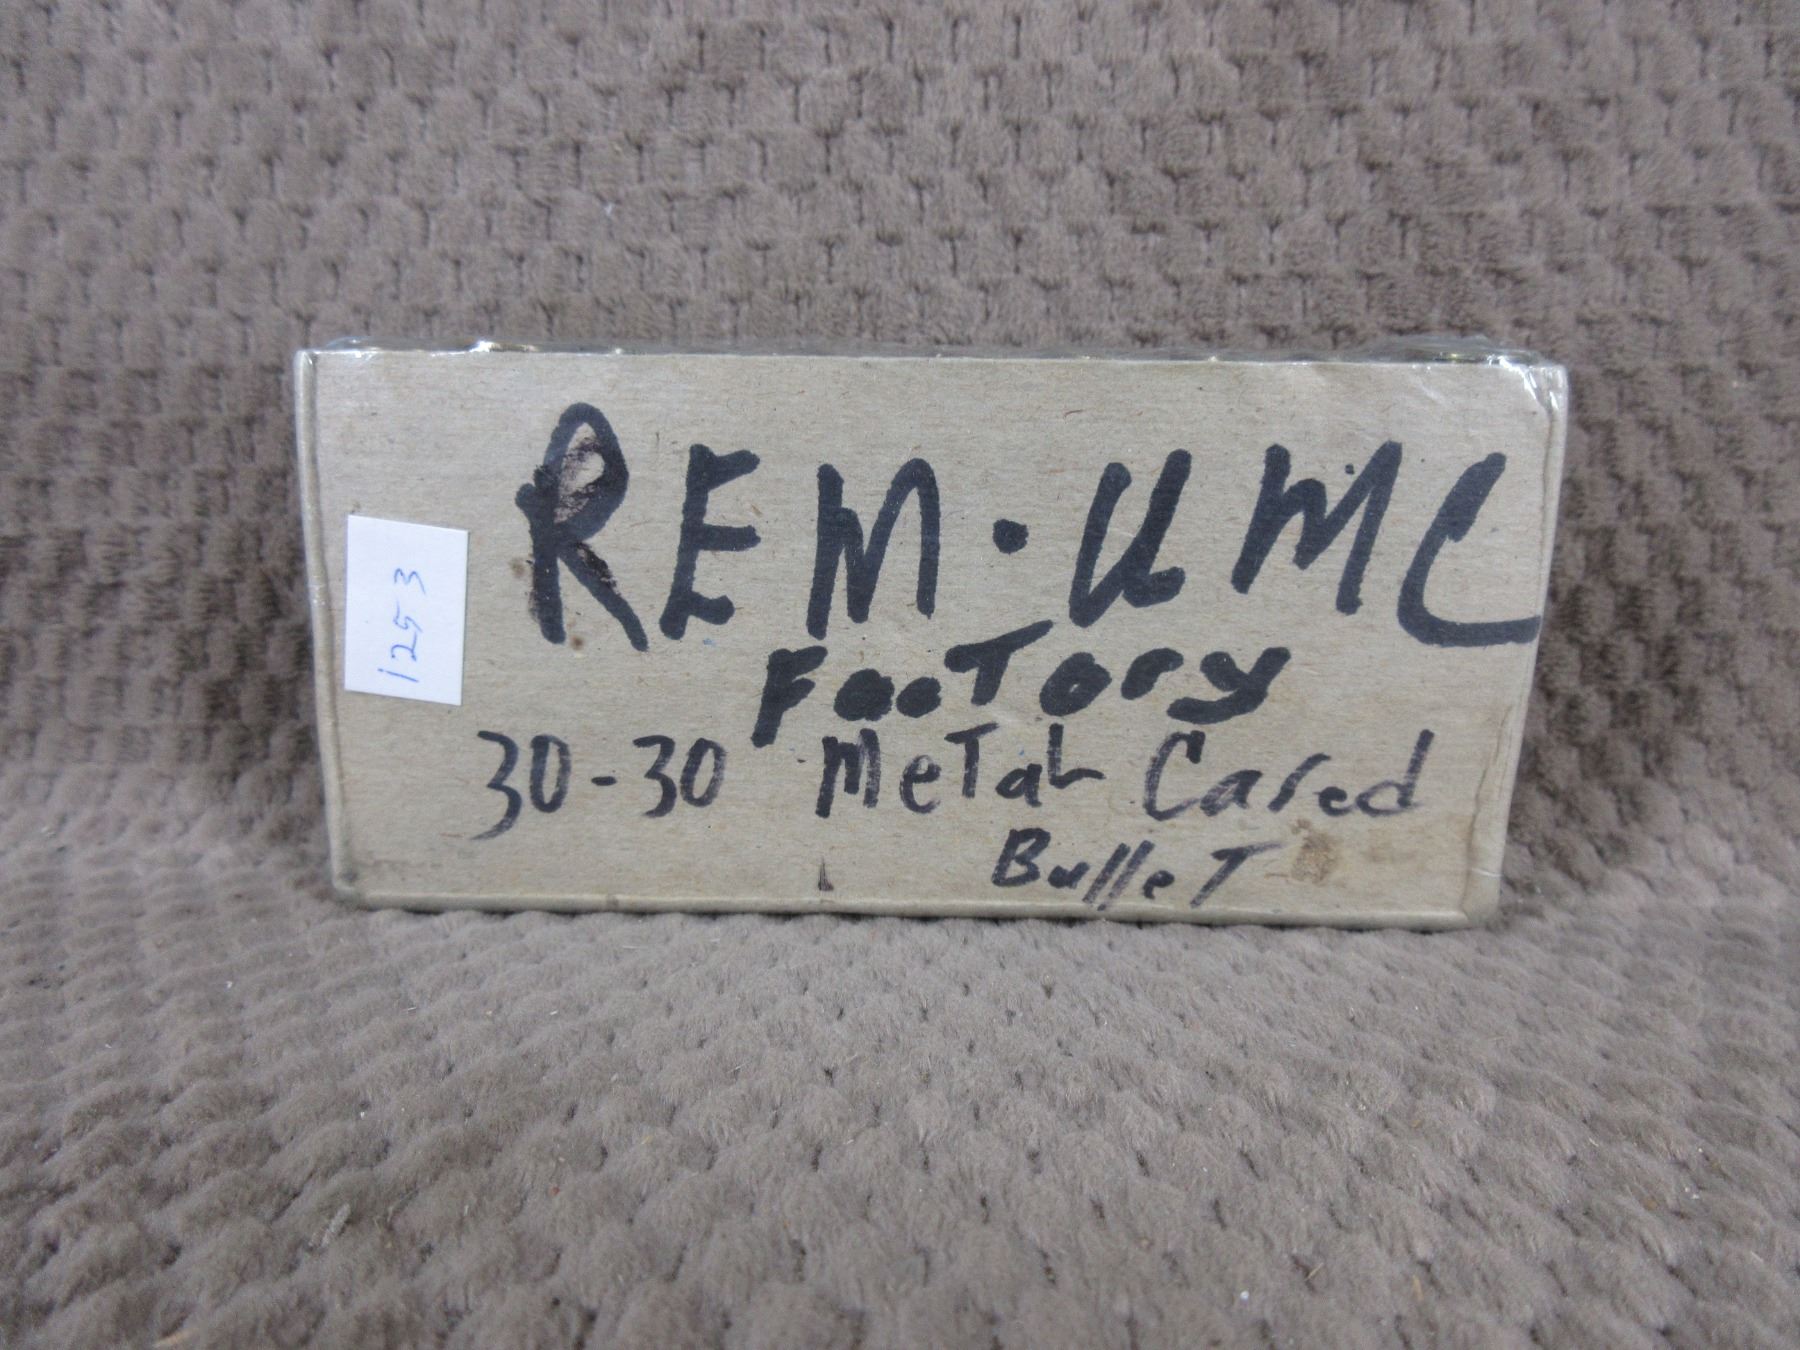 REM·UMC
FacTory
30-30 MeTal Cased
BulleT
1253